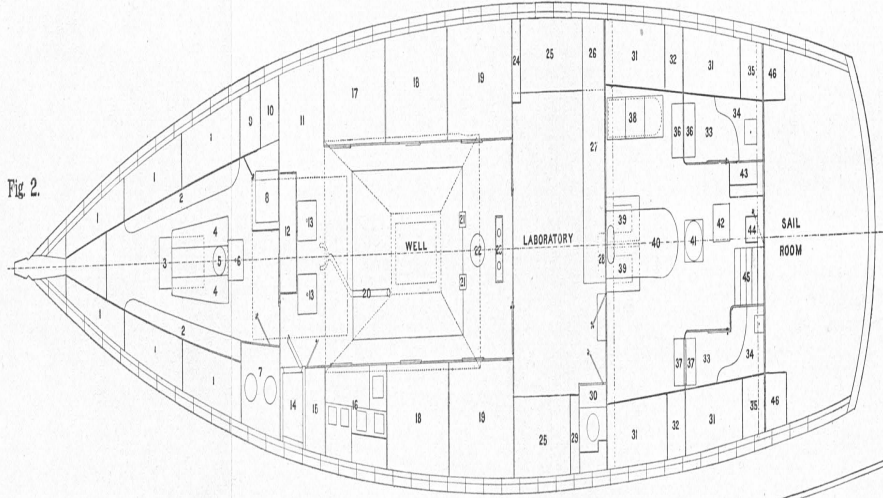 Fig. 2.
1 1 1 9 10 11 17 18 19 24 25 26 31 32 31 35 46
2 8 12 13 27 38 36 36 33 34
4 3 5 6 4 43
21 WELL 22 LABORATORY 39 28 39 40 41 42 44 SAIL
ROOM
13 20 21 45
1 2 1 1 7 14 15 16 18 19 25 29 30 31 32 37 37 33 34 31 35 46